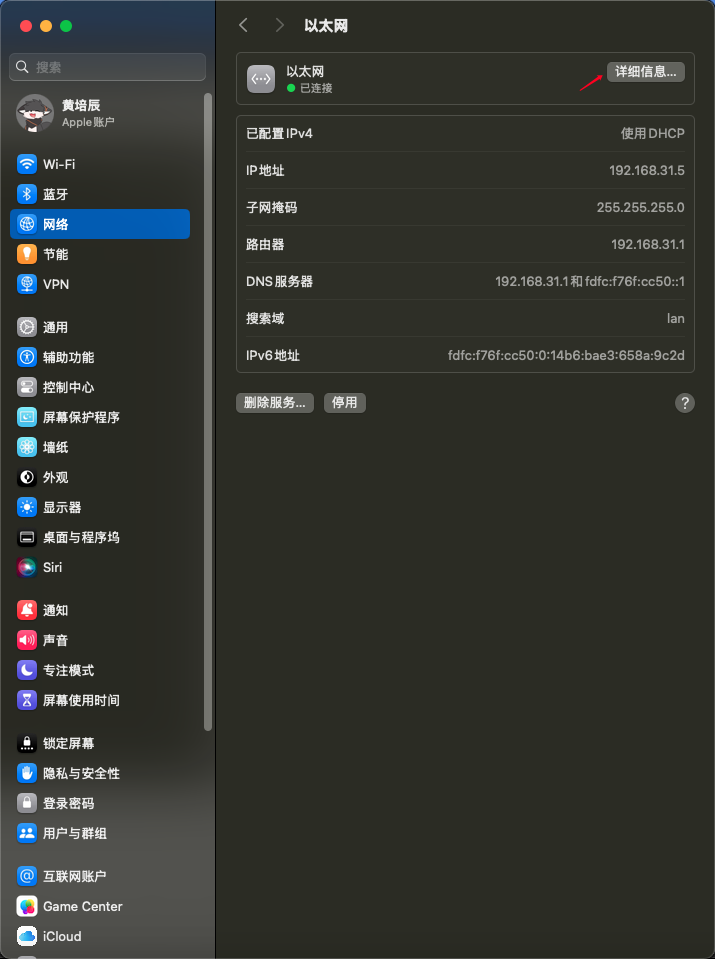 以太网
搜索
黄培辰
Apple账户
Wi-Fi
蓝牙
网络
节能
VPN
通用
辅助功能
控制中心
屏幕保护程序
墙纸
外观
显示器
桌面与程序坞
Siri
通知
声音
专注模式
屏幕使用时间
锁定屏幕
隐私与安全性
登录密码
用户与群组
互联网账户
Game Center
iCloud
以太网
已连接
详细信息...
已配置IPv4 使用DHCP
IP地址 192.168.31.5
子网掩码 255.255.255.0
路由器 192.168.31.1
DNS服务器 192.168.31.1和fdfc:f76f:cc50::1
搜索域 lan
IPv6地址 fdfc:f76f:cc50:0:14b6:bae3:658a:9c2d
删除服务... 停用 ?